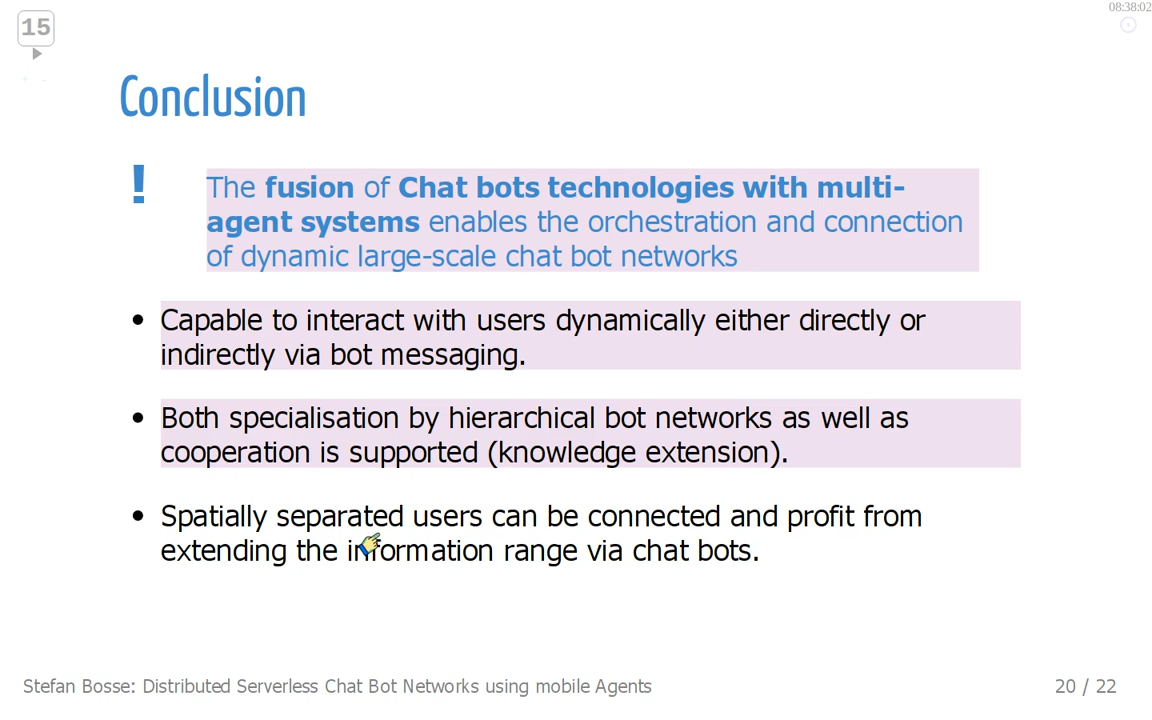 15
08:38:02
+ -
Conclusion
!
The fusion of Chat bots technologies with multi-
agent systems enables the orchestration and connection
of dynamic large-scale chat bot networks
• Capable to interact with users dynamically either directly or
indirectly via bot messaging.
• Both specialisation by hierarchical bot networks as well as
cooperation is supported (knowledge extension).
• Spatially separated users can be connected and profit from
extending the information range via chat bots.
Stefan Bosse: Distributed Serverless Chat Bot Networks using mobile Agents
20 / 22